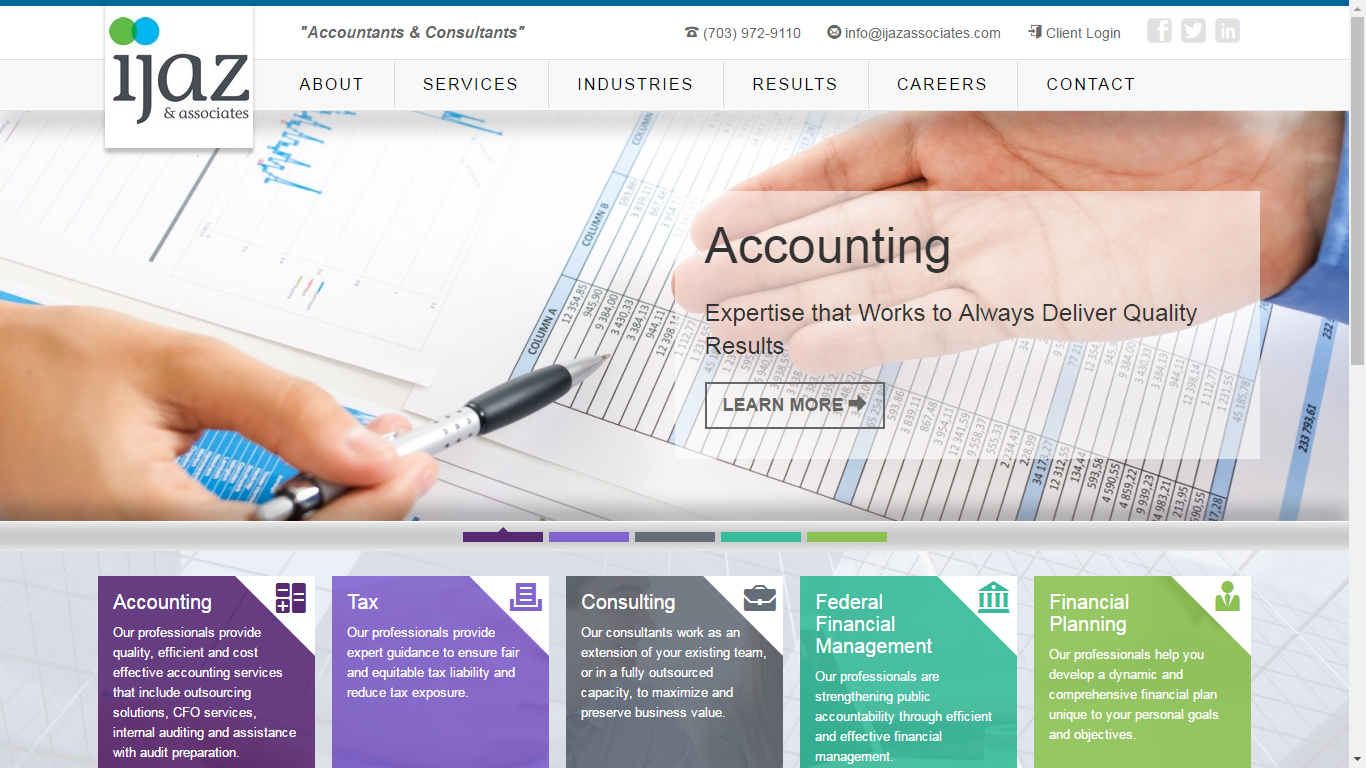 "Accountants & Consultants"
(703) 972-9110
info@ijazassociates.com
Client Login
ijaz
& associates
ABOUT
SERVICES
INDUSTRIES
RESULTS
CAREERS
CONTACT
COLUMN B
COLUMN A
Accounting
Expertise that Works to Always Deliver Quality
Results
LEARN MORE
Accounting
Our professionals provide
quality, efficient and cost
effective accounting services
that include outsourcing
solutions, CFO services,
internal auditing and assistance
with audit preparation.
Tax
Our professionals provide
expert guidance to ensure fair
and equitable tax liability and
reduce tax exposure.
Consulting
Our consultants work as an
extension of your existing team,
or in a fully outsourced
capacity, to maximize and
preserve business value.
Federal
Financial
Management
Our professionals are
strengthening public
accountability through efficient
and effective financial
management.
Financial
Planning
Our professionals help you
develop a dynamic and
comprehensive financial plan
unique to your personal goals
and objectives.